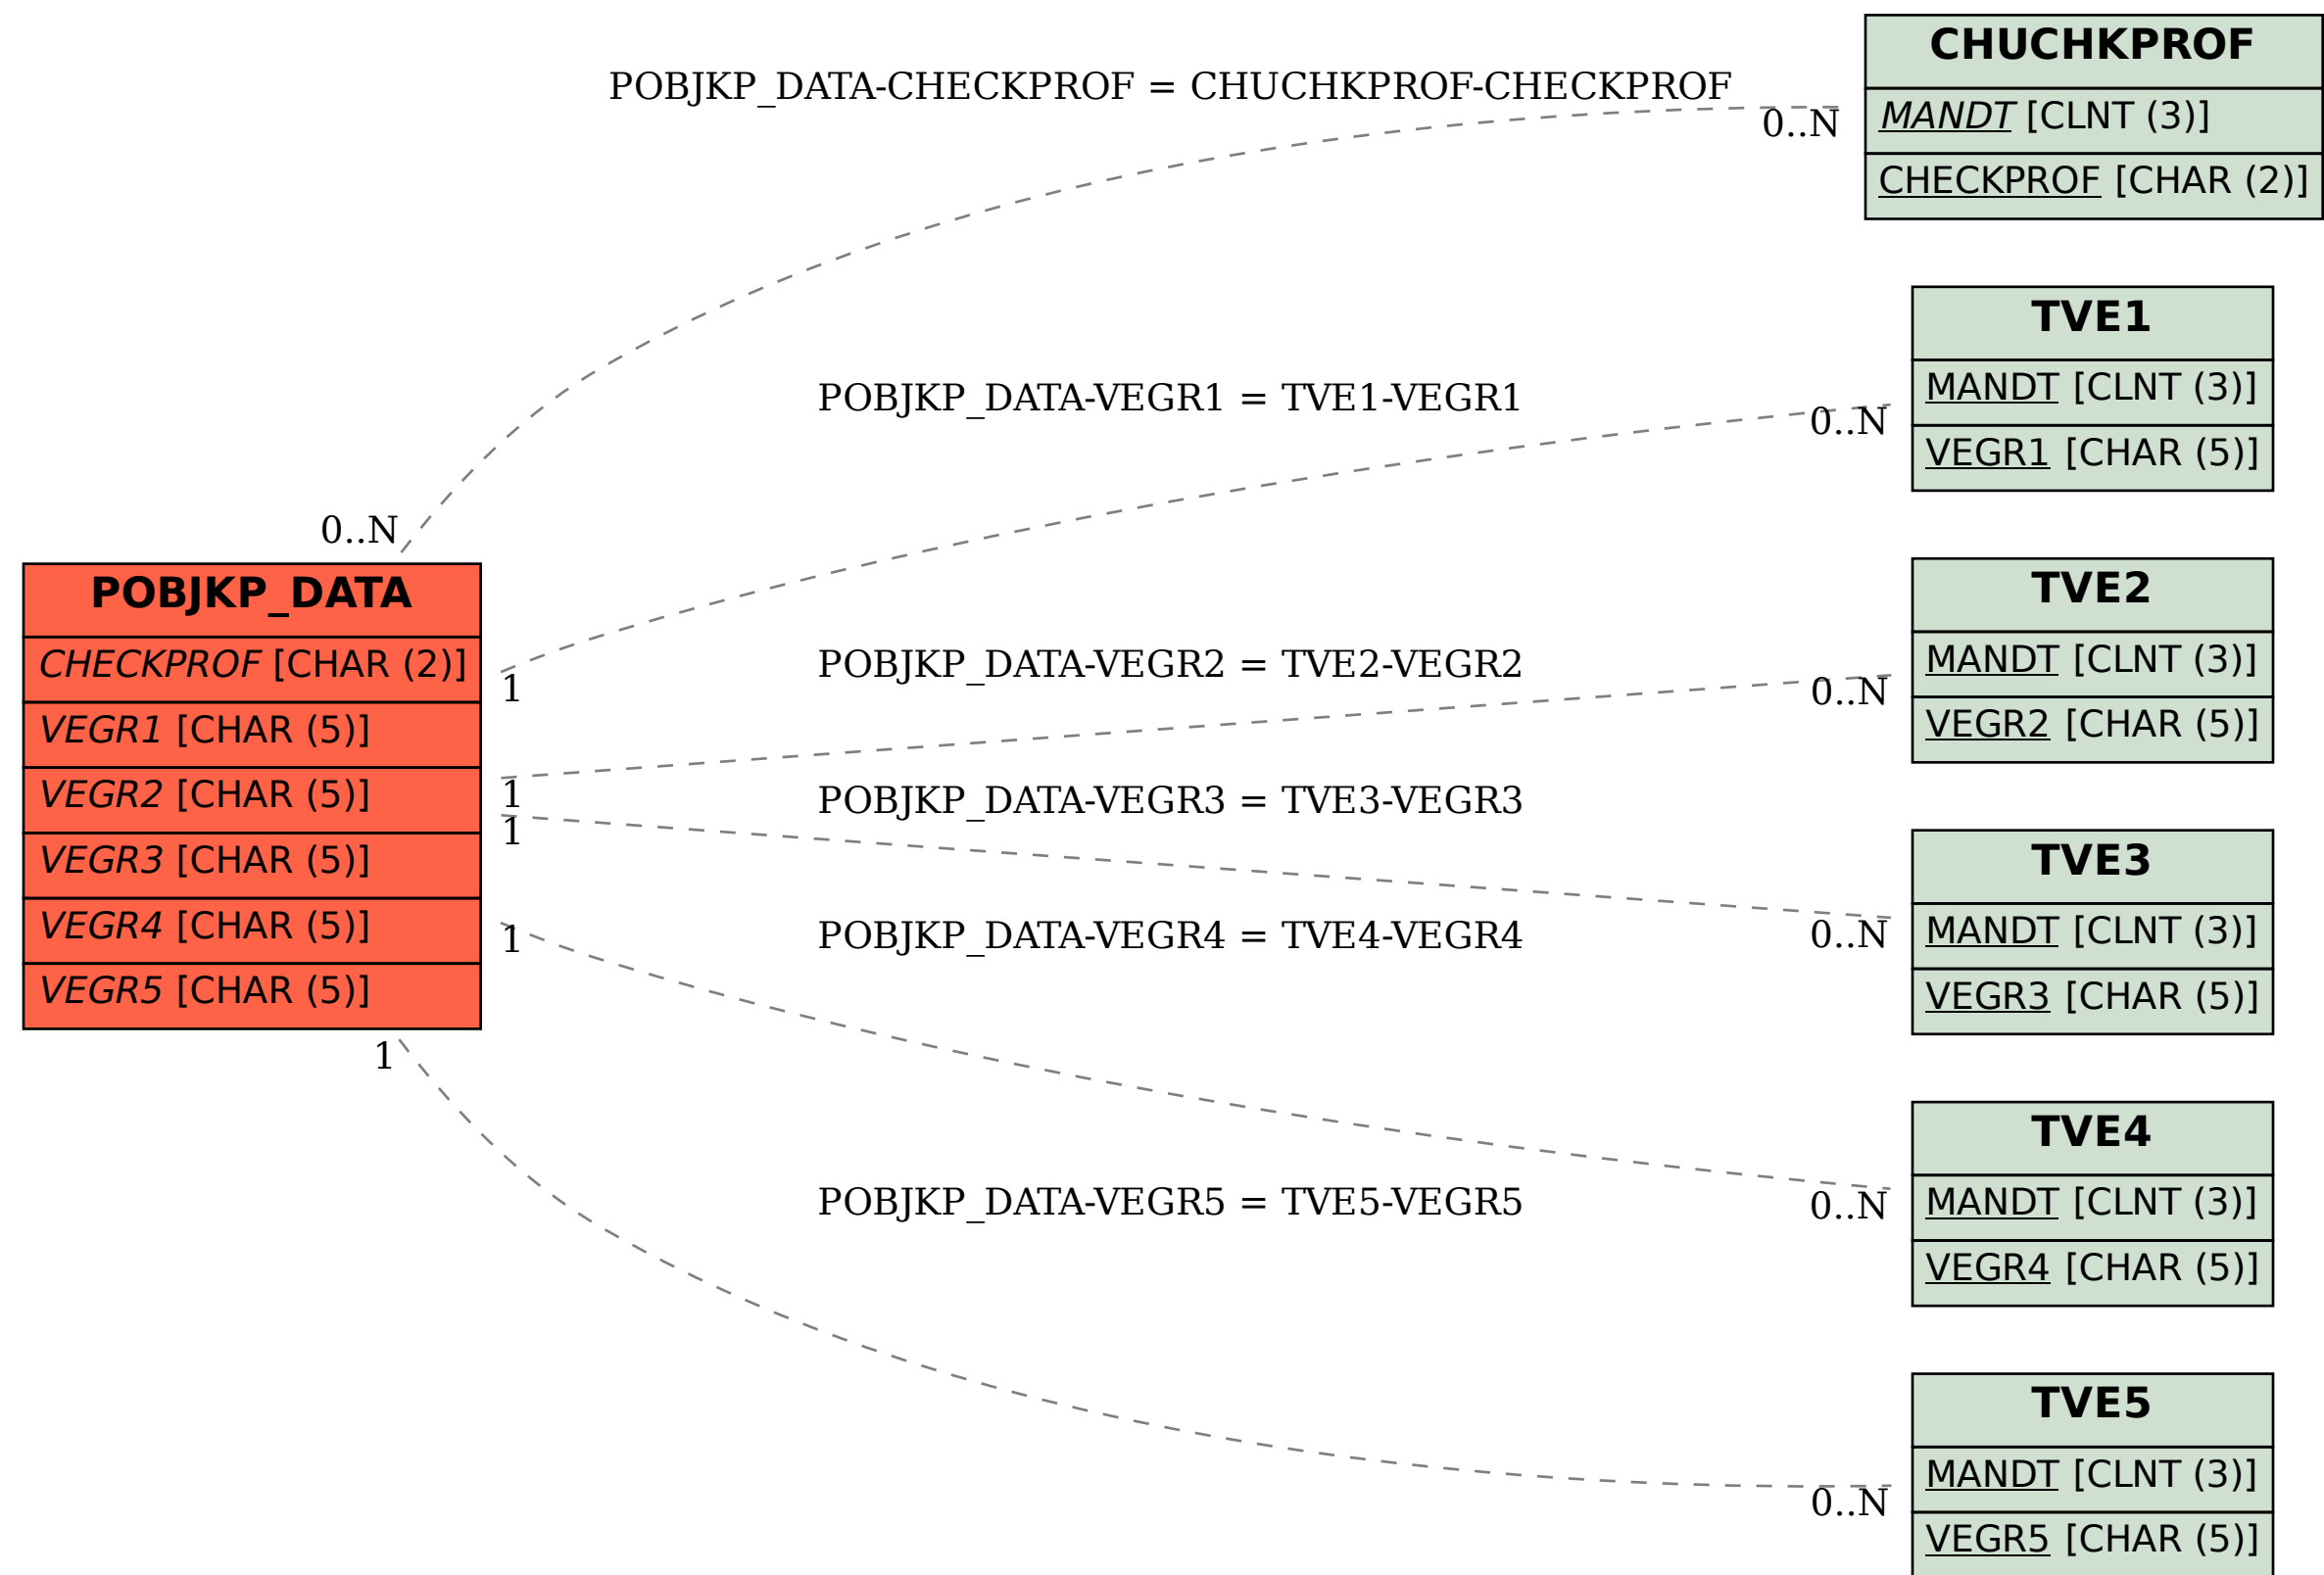 CHUCHKPROF
MANDT [CLNT (3)]
CHECKPROF [CHAR (2)]
POBJKP_DATA-CHECKPROF = CHUCHKPROF-CHECKPROF
0..N
0..N
TVE1
MANDT [CLNT (3)]
VEGR1 [CHAR (5)]
POBJKP_DATA-VEGR1 = TVE1-VEGR1
0..N
1
POBJKP_DATA
CHECKPROF [CHAR (2)]
VEGR1 [CHAR (5)]
VEGR2 [CHAR (5)]
VEGR3 [CHAR (5)]
VEGR4 [CHAR (5)]
VEGR5 [CHAR (5)]
TVE2
MANDT [CLNT (3)]
VEGR2 [CHAR (5)]
POBJKP_DATA-VEGR2 = TVE2-VEGR2
0..N
1
POBJKP_DATA-VEGR3 = TVE3-VEGR3
1
0..N
TVE3
MANDT [CLNT (3)]
VEGR3 [CHAR (5)]
POBJKP_DATA-VEGR4 = TVE4-VEGR4
1
0..N
TVE4
MANDT [CLNT (3)]
VEGR4 [CHAR (5)]
POBJKP_DATA-VEGR5 = TVE5-VEGR5
1
0..N
TVE5
MANDT [CLNT (3)]
VEGR5 [CHAR (5)]